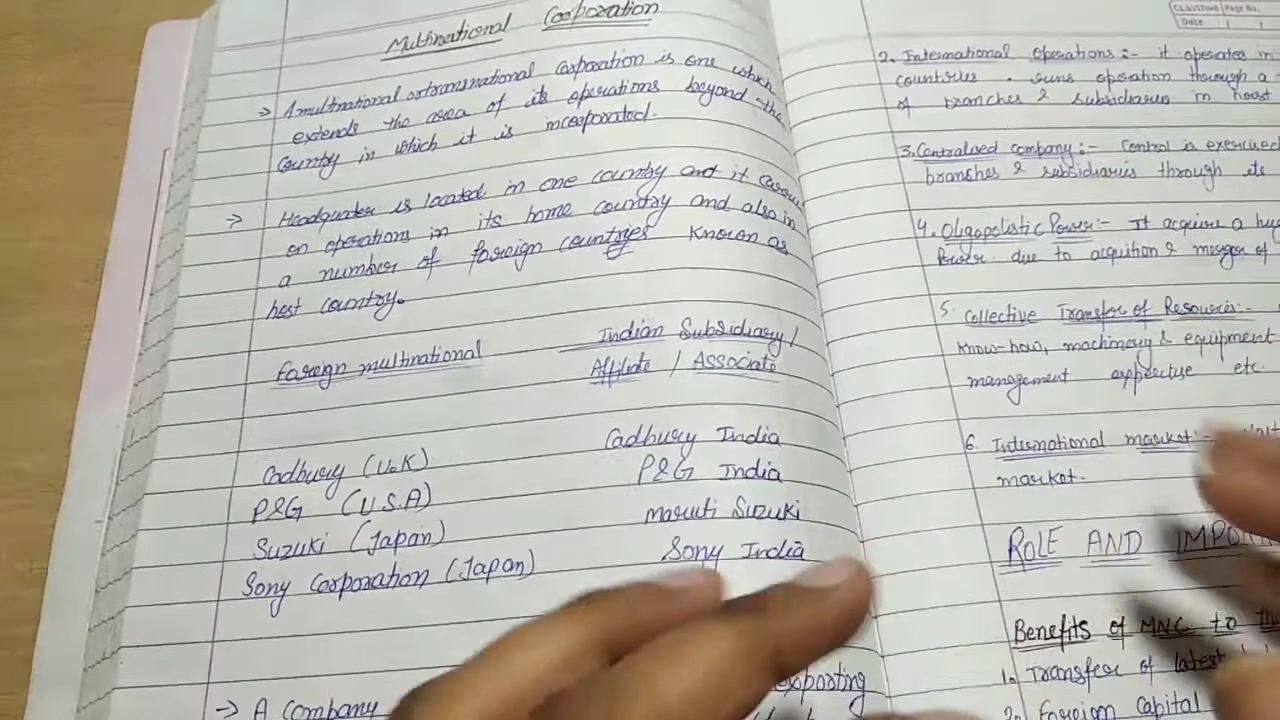 Multinational Corporation
→ A multinational or transnational corporation is one which
extends the area of its operations beyond the
country in which it is incorporated.
→ Headquater is located in one country and it
on operations in its home country and also in
a number of foreign countries known as
host country.
Foreign multinational Indian Subsidiary /
Affiliate / Associate
Cadbury (U.K) Cadbury India
P&G (U.S.A) P&G India
Suzuki (Japan) Maruti Suzuki
Sony Corporation (Japan) Sony India
exporting
→ A Company
CLASSTIME Page No.
Date
2. International Operations :- it operates in
countries. runs operation through a
of branches & subsidiaries in host
3. Centralised company :- Control is exercised
branches & subsidiaries through its
4. Oligopolistic Power :- It acquire a
Power due to acqution & merger of
5. Collective Transfer of Resources :-
Know-how, machinery & equipment
management etc.
6. International market :-
market.
ROLE AND
Benefits of MNC to
1. Transfer of latest
2. Foreign Capital